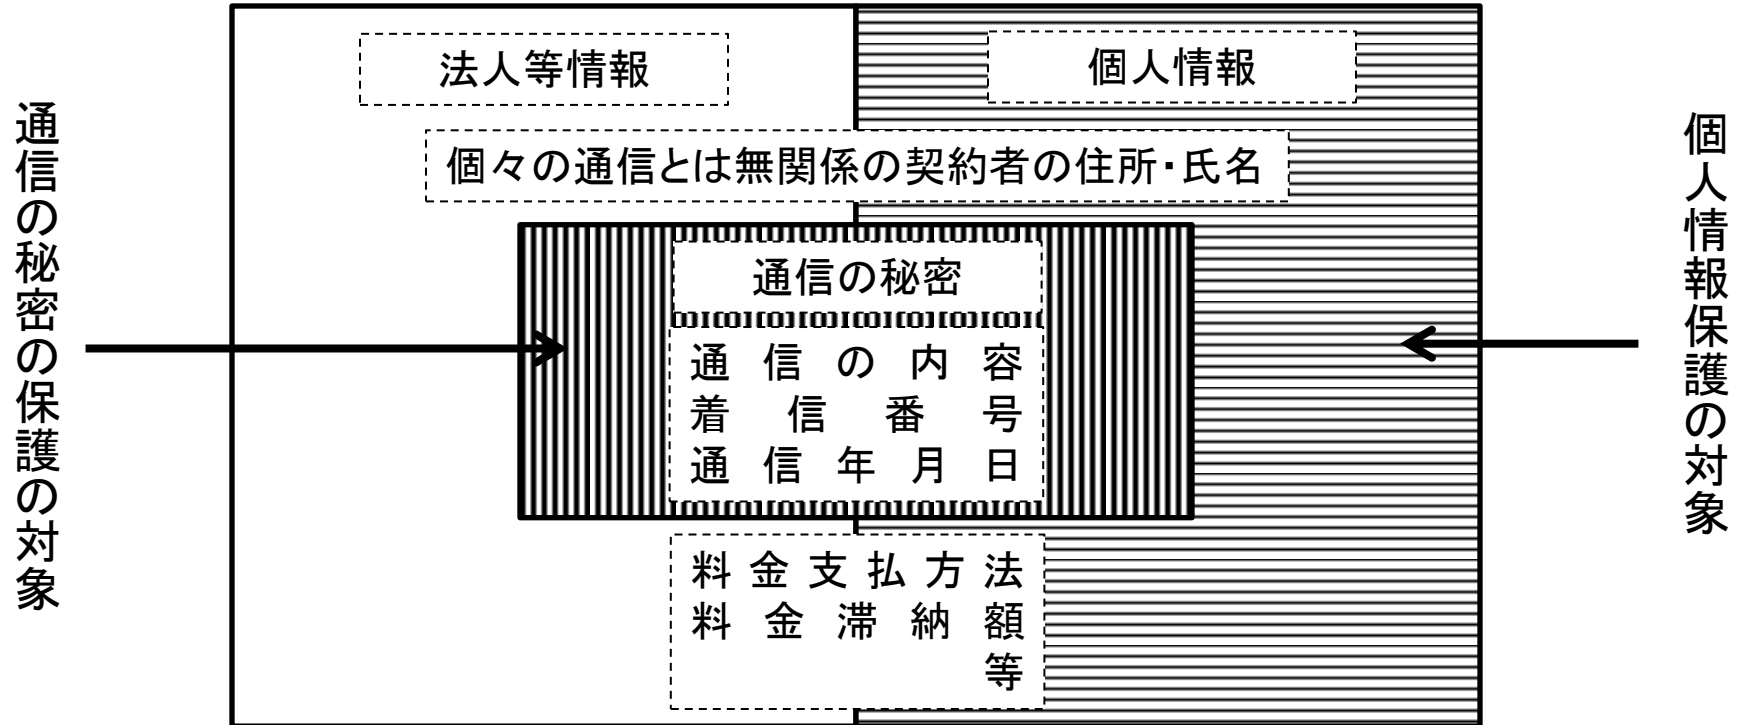 法人等情報
個人情報
個々の通信とは無関係の契約者の住所・氏名
通信の秘密
通信の内容
着信番号
通信年月日
料金支払方法
料金滞納額
等
通信の秘密の保護の対象
個人情報保護の対象